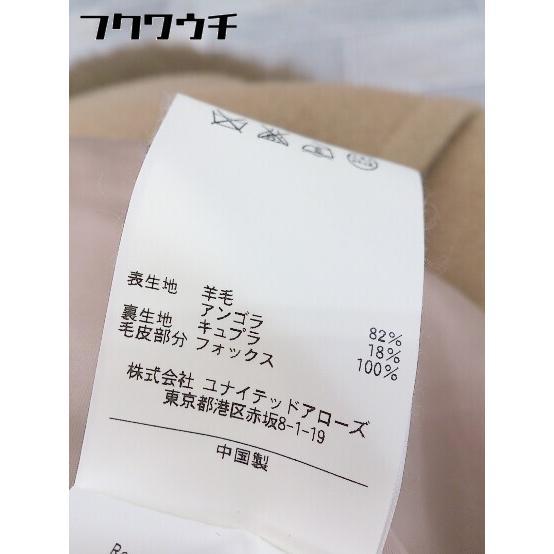 フクワウチ
表生地 羊毛 82%
アンゴラ 18%
裏生地 キュプラ 100%
毛皮部分 フォックス
株式会社 ユナイテッドアローズ
東京都港区赤坂8-1-19
中国製